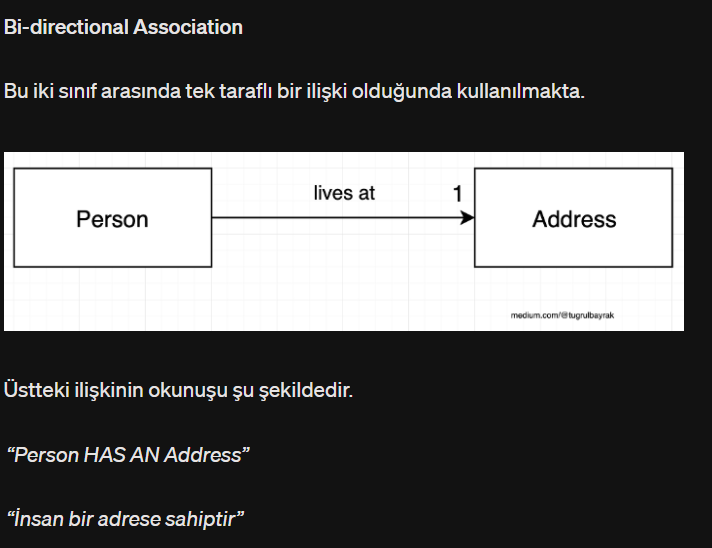 Bi-directional Association
Bu iki sınıf arasında tek taraflı bir ilişki olduğunda kullanılmakta.
lives at 1
Person
Address
medium.com/@tugrulbayrak
Üstteki ilişkinin okunuşu şu şekildedir.
“Person HAS AN Address”
“İnsan bir adrese sahiptir”